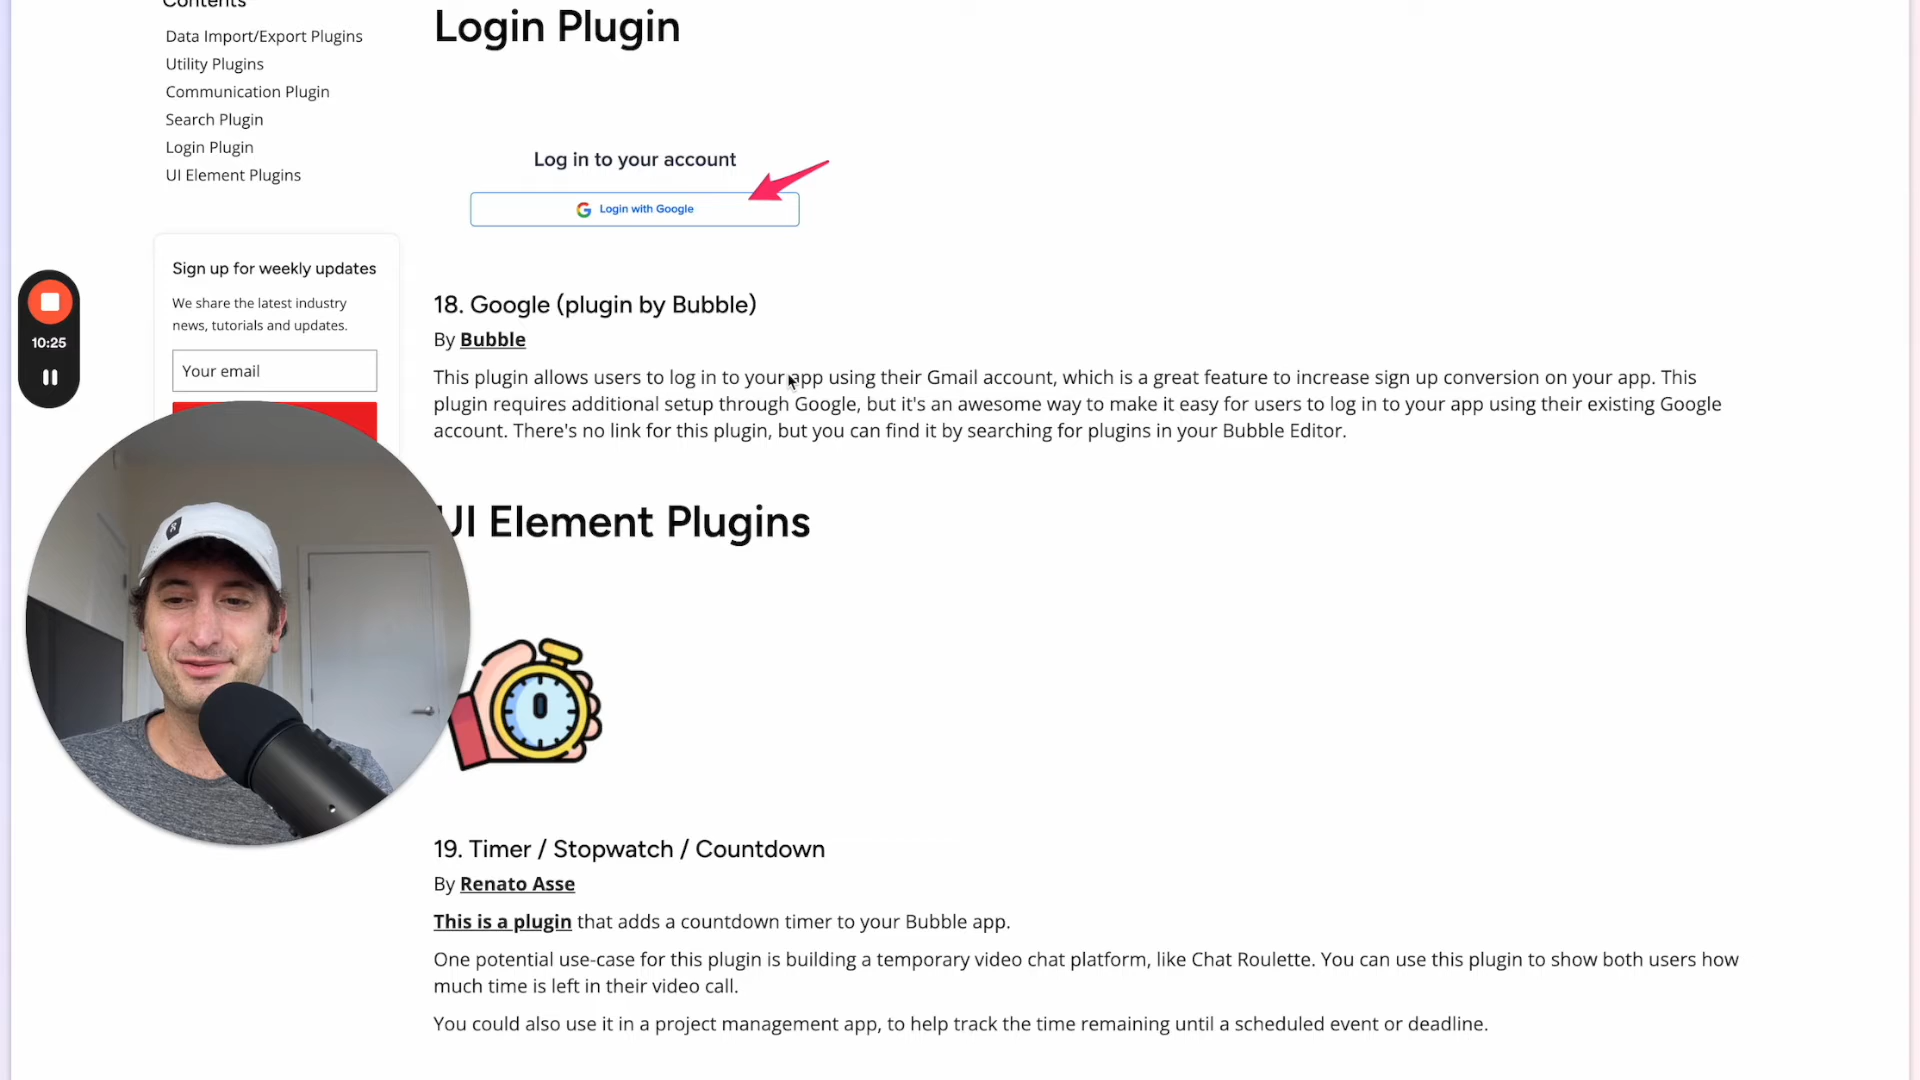 Contents
Data Import/Export Plugins
Utility Plugins
Communication Plugin
Search Plugin
Login Plugin
UI Element Plugins
Sign up for weekly updates
We share the latest industry
news, tutorials and updates.
Your email
10:25
Login Plugin
Log in to your account
Login with Google
18. Google (plugin by Bubble)
By Bubble
This plugin allows users to log in to your app using their Gmail account, which is a great feature to increase sign up conversion on your app. This
plugin requires additional setup through Google, but it's an awesome way to make it easy for users to log in to your app using their existing Google
account. There's no link for this plugin, but you can find it by searching for plugins in your Bubble Editor.
UI Element Plugins
19. Timer / Stopwatch / Countdown
By Renato Asse
This is a plugin that adds a countdown timer to your Bubble app.
One potential use-case for this plugin is building a temporary video chat platform, like Chat Roulette. You can use this plugin to show both users how
much time is left in their video call.
You could also use it in a project management app, to help track the time remaining until a scheduled event or deadline.